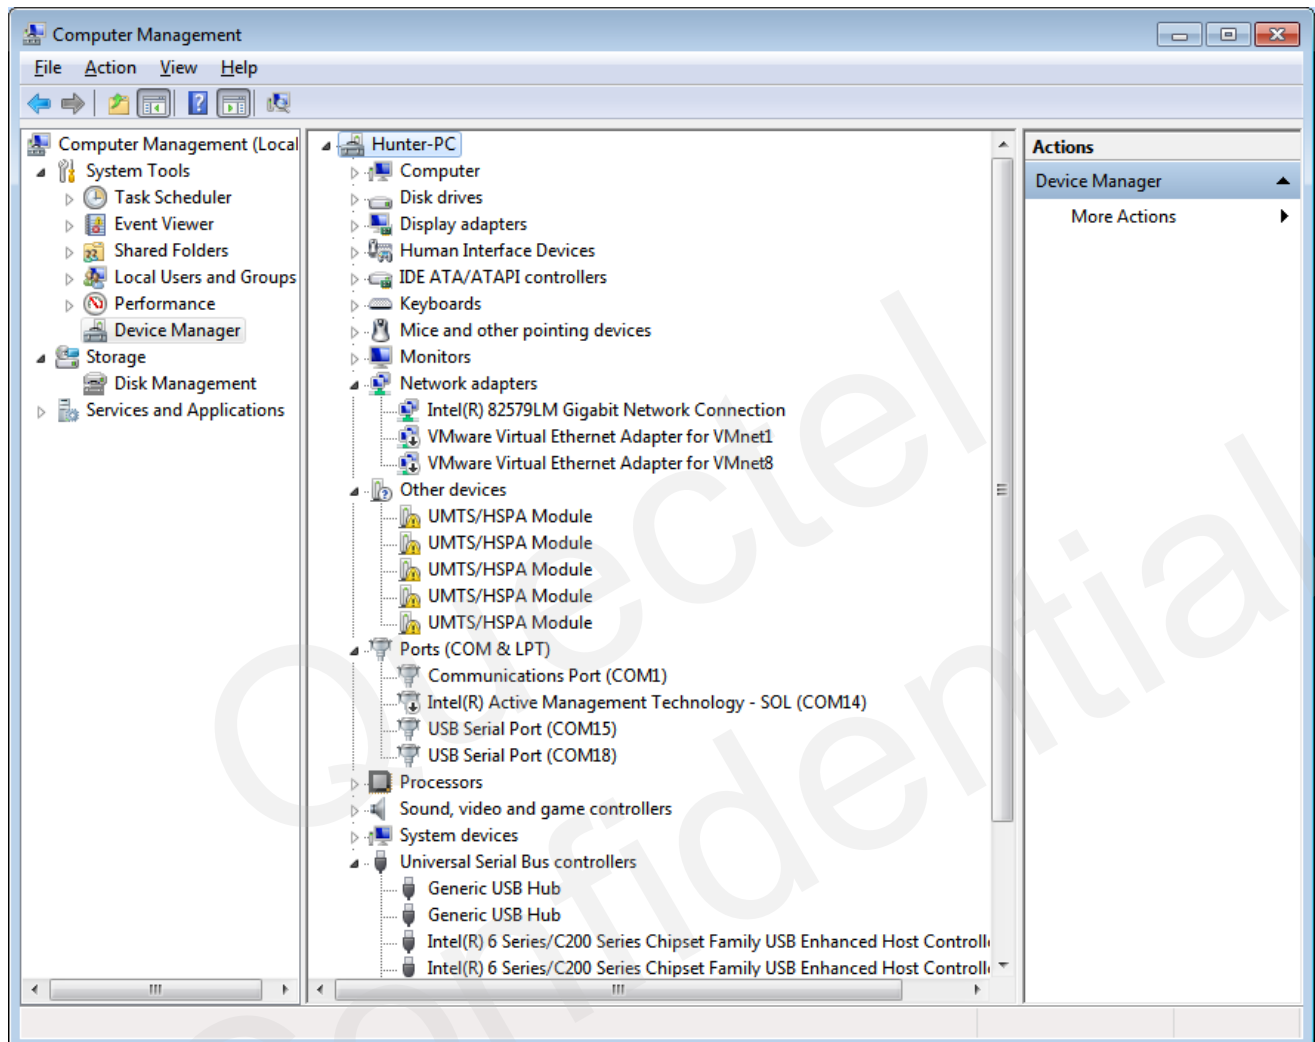 Computer Management
File Action View Help
Computer Management (Local
System Tools
Task Scheduler
Event Viewer
Shared Folders
Local Users and Groups
Performance
Device Manager
Storage
Disk Management
Services and Applications
Hunter-PC
Computer
Disk drives
Display adapters
Human Interface Devices
IDE ATA/ATAPI controllers
Keyboards
Mice and other pointing devices
Monitors
Network adapters
Intel(R) 82579LM Gigabit Network Connection
VMware Virtual Ethernet Adapter for VMnet1
VMware Virtual Ethernet Adapter for VMnet8
Other devices
UMTS/HSPA Module
UMTS/HSPA Module
UMTS/HSPA Module
UMTS/HSPA Module
UMTS/HSPA Module
Ports (COM & LPT)
Communications Port (COM1)
Intel(R) Active Management Technology - SOL (COM14)
USB Serial Port (COM15)
USB Serial Port (COM18)
Processors
Sound, video and game controllers
System devices
Universal Serial Bus controllers
Generic USB Hub
Generic USB Hub
Intel(R) 6 Series/C200 Series Chipset Family USB Enhanced Host Controlle
Intel(R) 6 Series/C200 Series Chipset Family USB Enhanced Host Controlle
Actions
Device Manager
More Actions
Quectel
Confidential